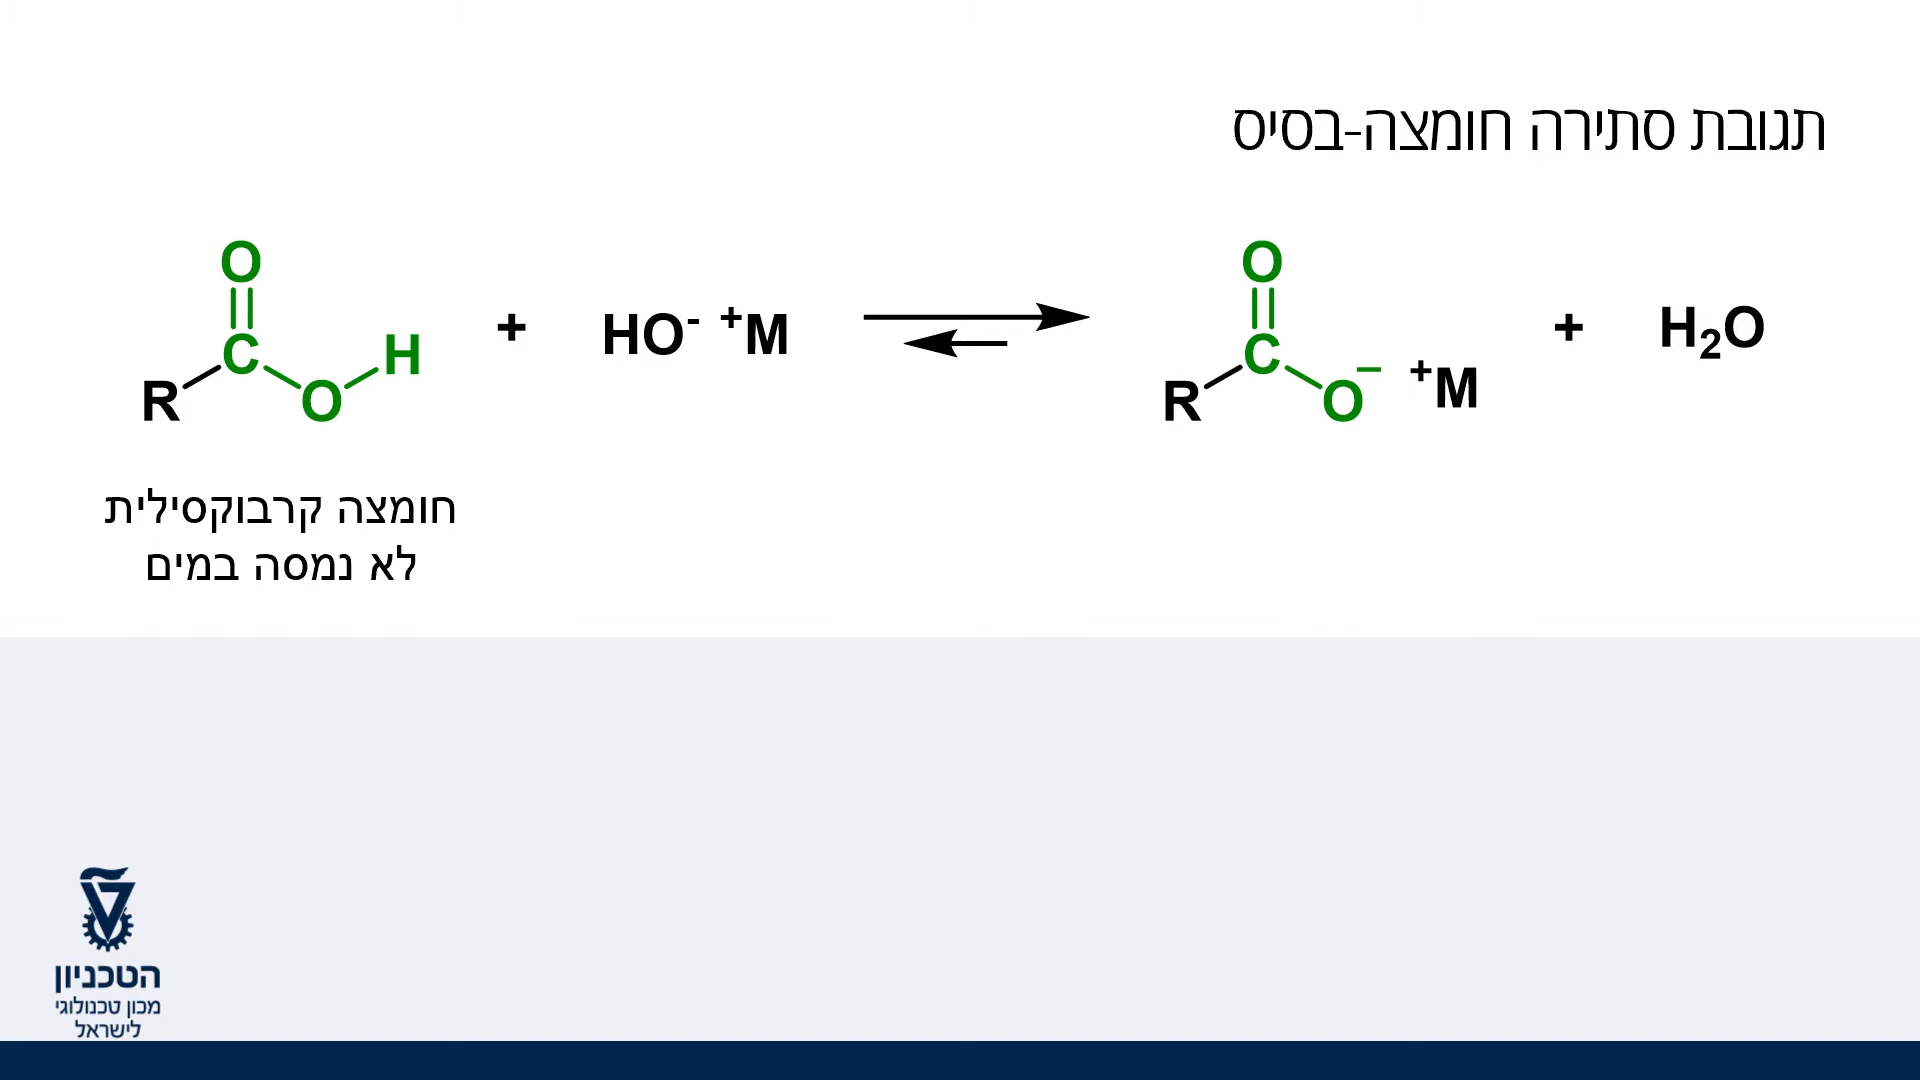 תגובת סתירה חומצה-בסיס
O
C
R
O
H
+
HO⁻ ⁺M
O
C
R
O⁻
⁺M
+
H₂O
חומצה קרבוקסילית
לא נמסה במים
הטכניון
מכון טכנולוגי
לישראל